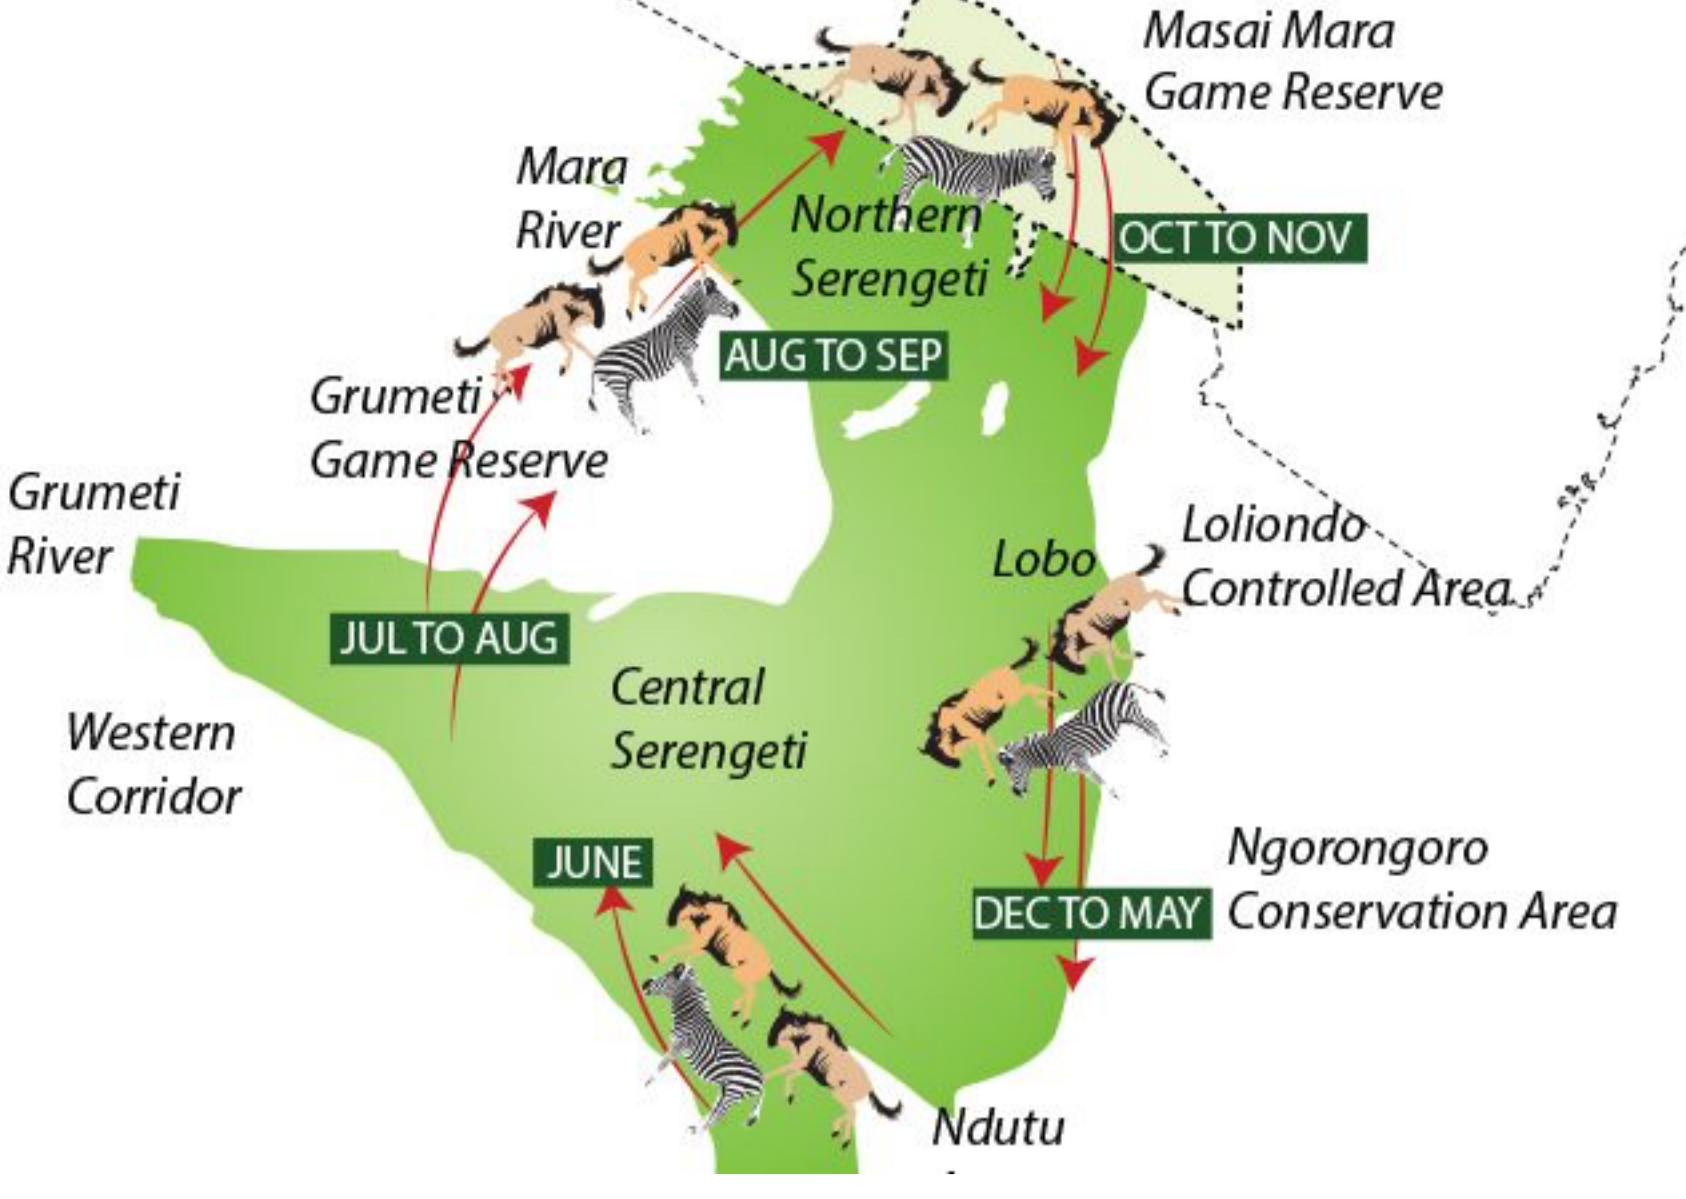 Masai Mara
Game Reserve
Mara
River
Northern
Serengeti
OCT TO NOV
AUG TO SEP
Grumeti
Game Reserve
Grumeti
River
Loliondo
Controlled Area
Lobo
JUL TO AUG
Central
Serengeti
Western
Corridor
JUNE
Ngorongoro
Conservation Area
DEC TO MAY
Ndutu